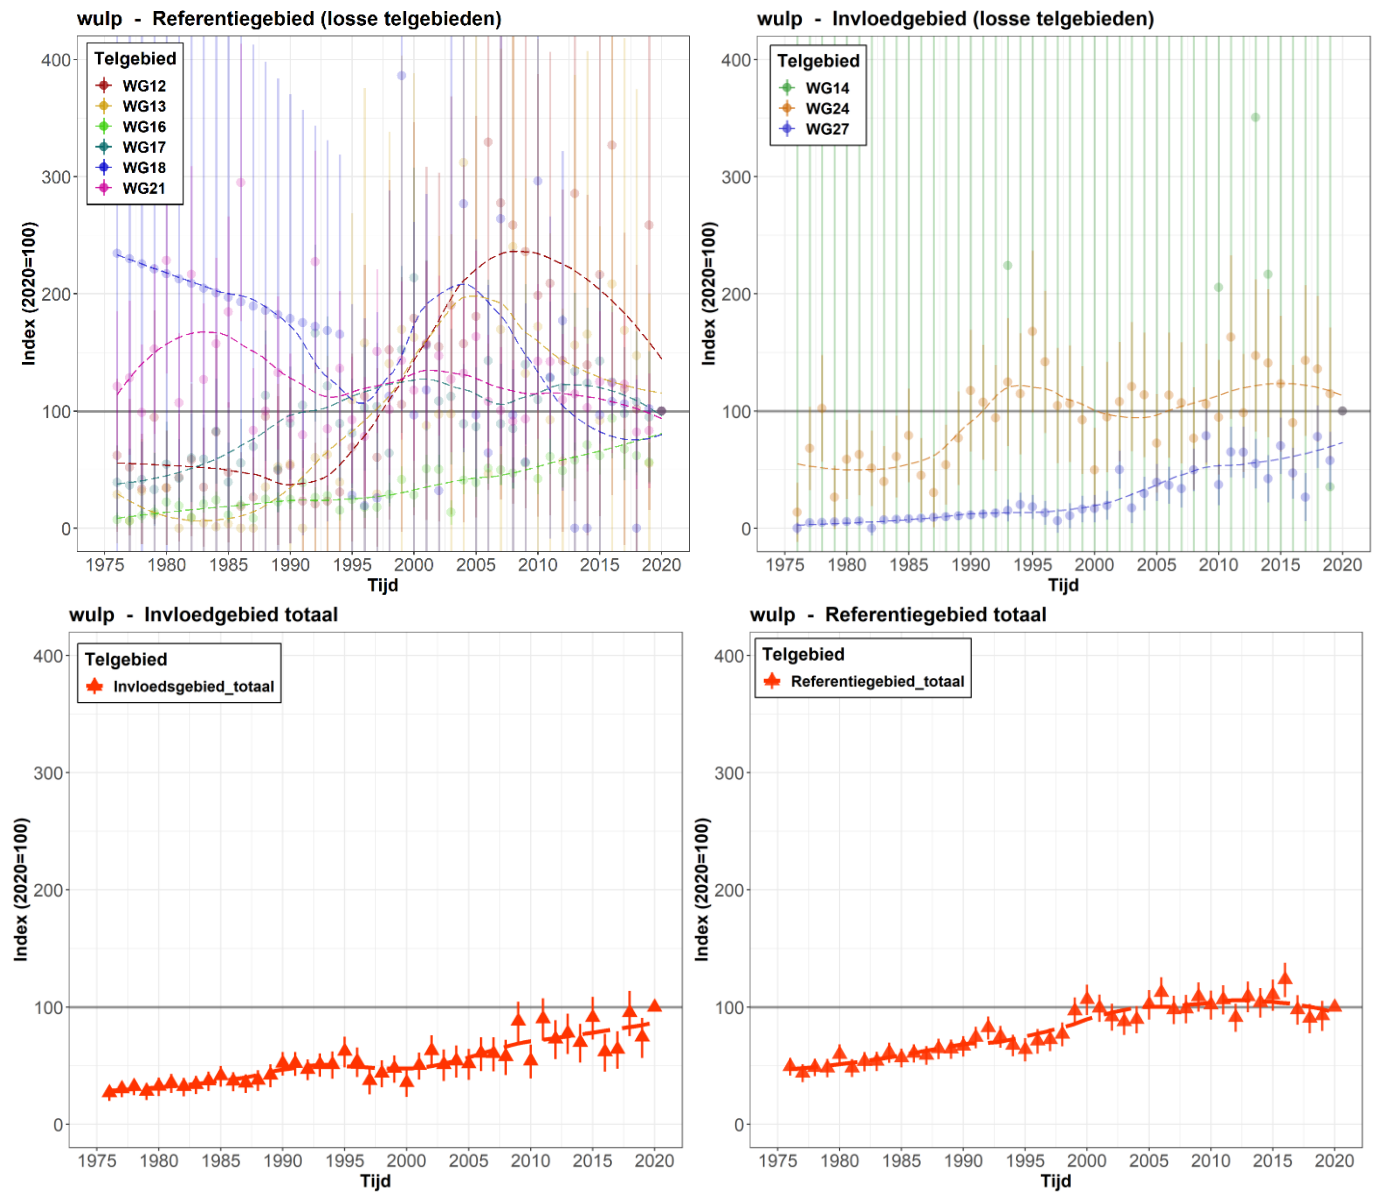 wulp - Referentiegebied (losse telgebieden)
Index (2020=100)
400
300
200
100
0
Telgebied
WG12
WG13
WG16
WG17
WG18
WG21
1975 1980 1985 1990 1995 2000 2005 2010 2015 2020
Tijd
wulp - Invloedgebied (losse telgebieden)
Index (2020=100)
400
300
200
100
0
Telgebied
WG14
WG24
WG27
1975 1980 1985 1990 1995 2000 2005 2010 2015 2020
Tijd
wulp - Invloedgebied totaal
Index (2020=100)
400
300
200
100
0
Telgebied
Invloedsgebied_totaal
1975 1980 1985 1990 1995 2000 2005 2010 2015 2020
Tijd
wulp - Referentiegebied totaal
Index (2020=100)
400
300
200
100
0
Telgebied
Referentiegebied_totaal
1975 1980 1985 1990 1995 2000 2005 2010 2015 2020
Tijd